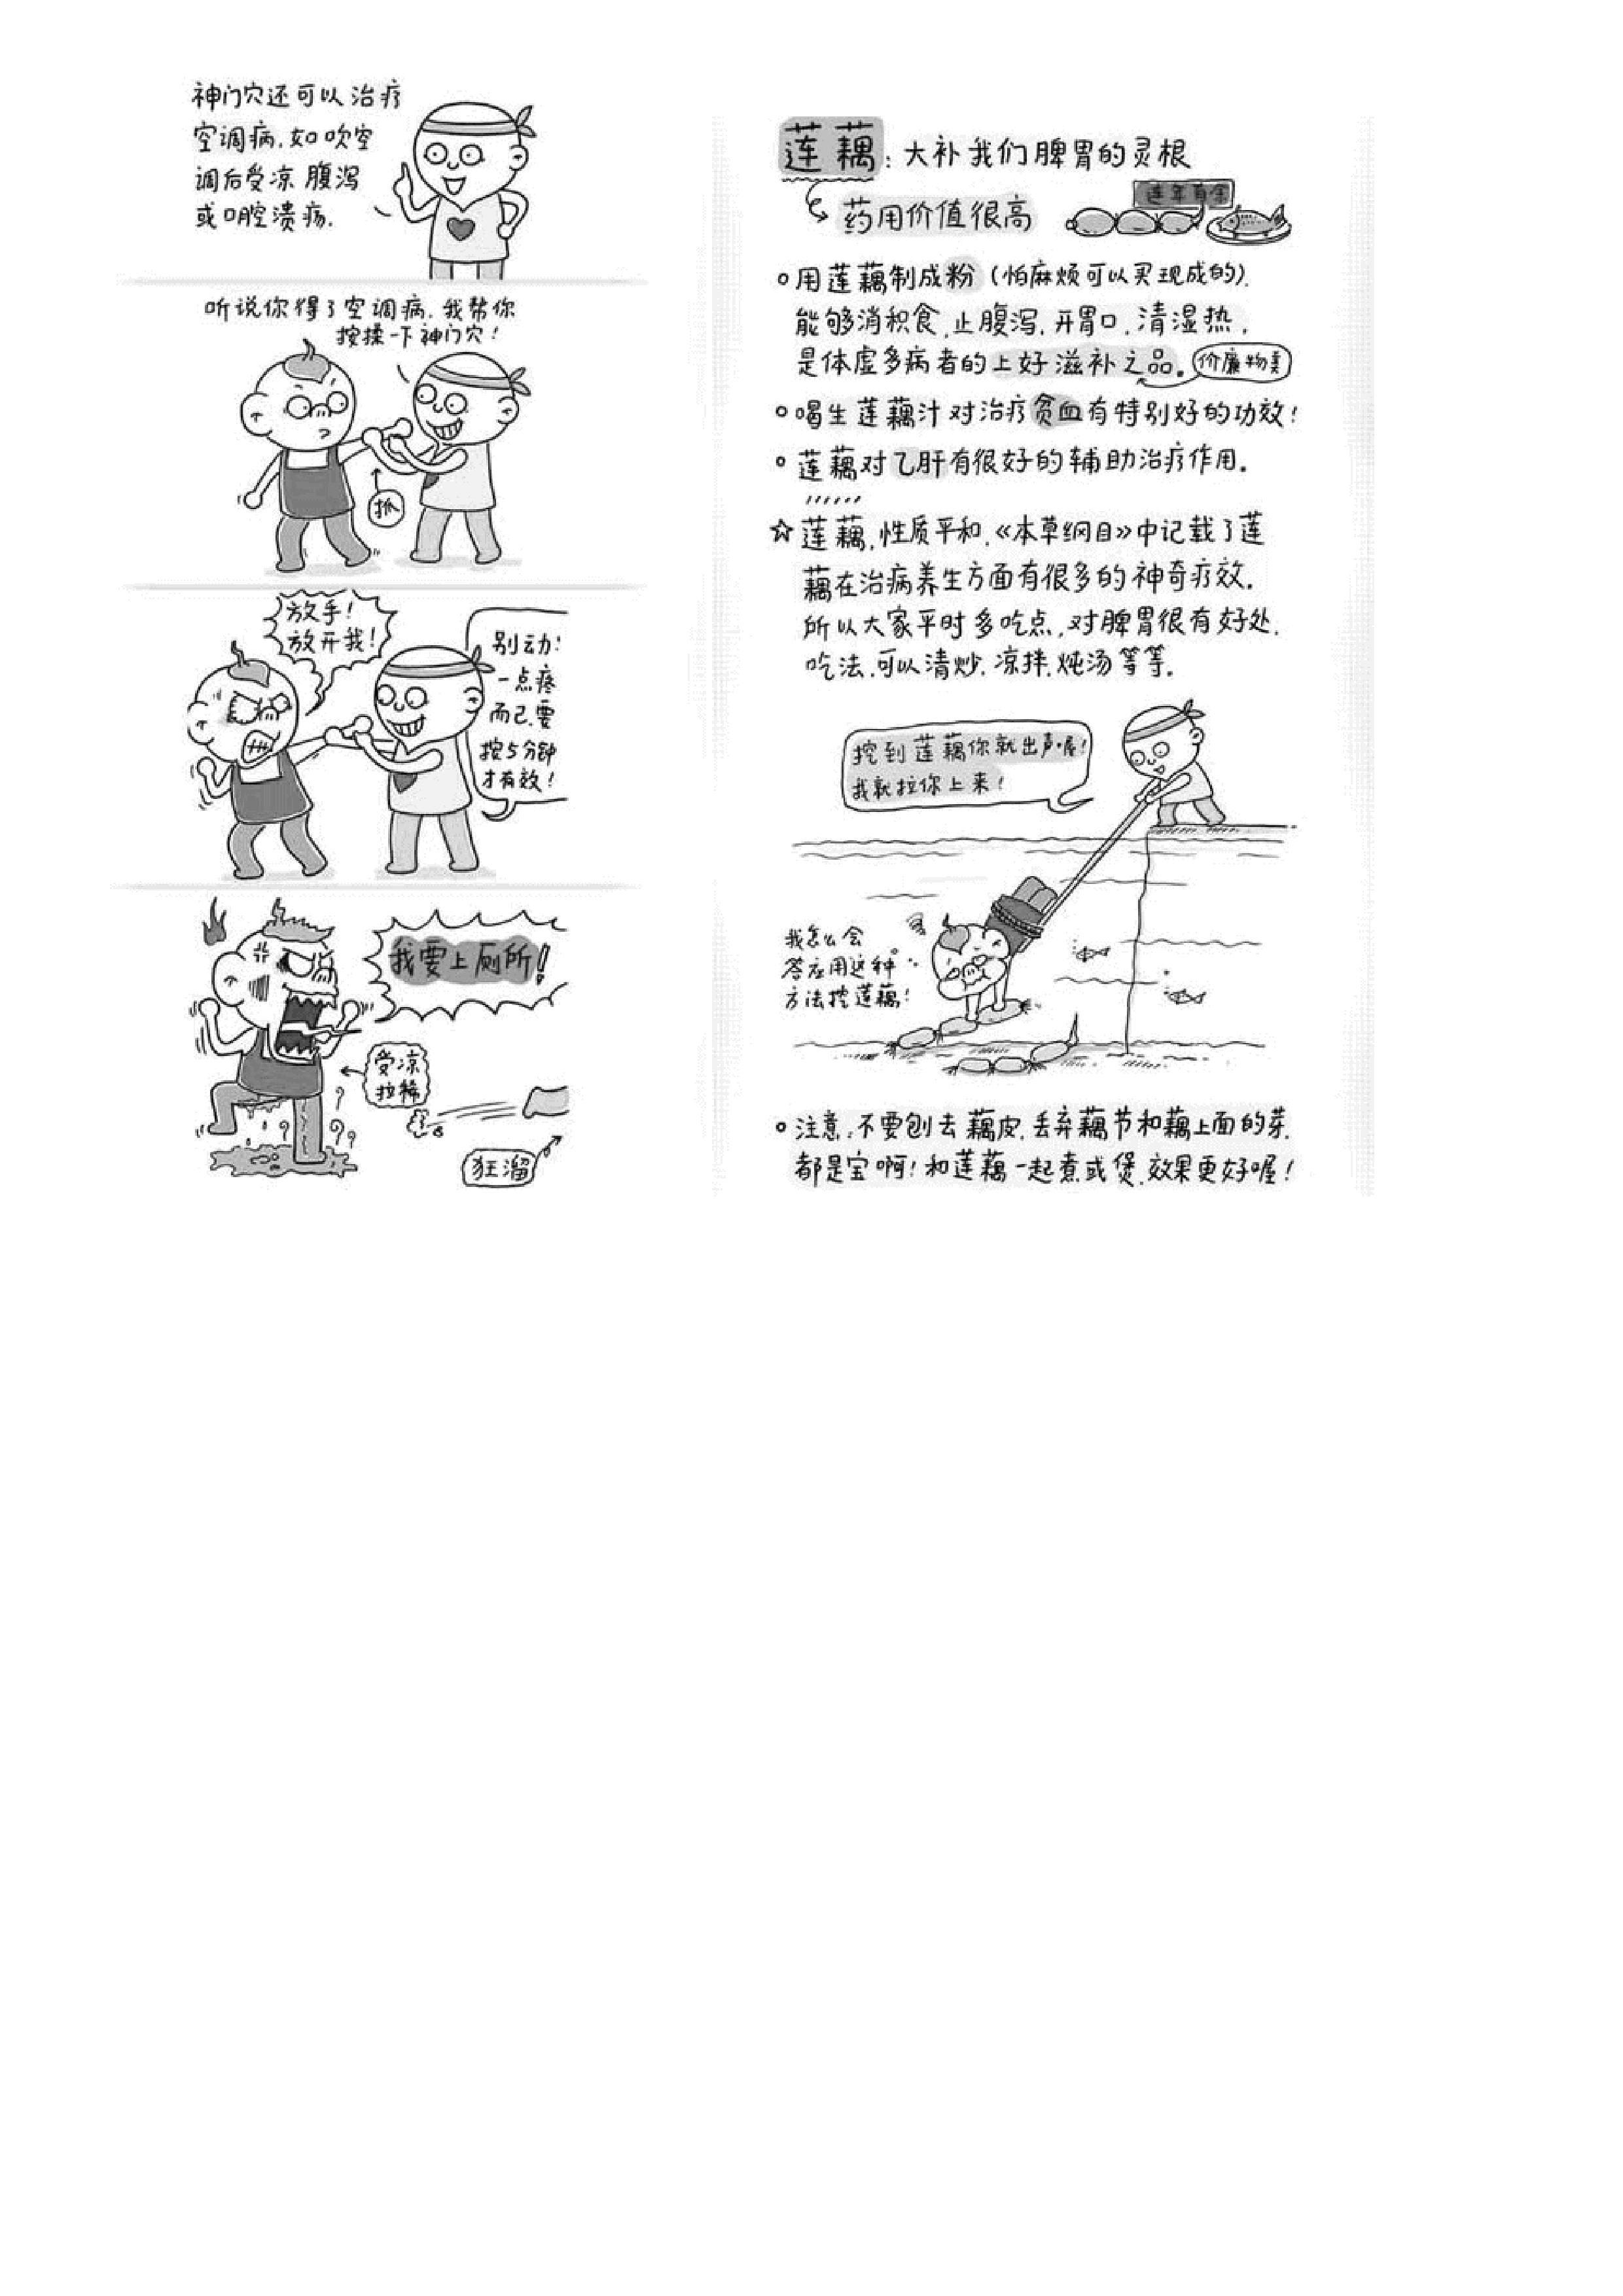 神门穴还可以治疗
空调病.如吹空
调后受凉 腹泻
或口腔溃疡.
听说你得了空调病.我帮你
按揉一下神门穴！
抓
放手！
放开我！
别动！
一点疼
而已.要
按5分钟
才有效！
我要上厕所！
受凉
拉稀
狂溜
莲藕：大补我们脾胃的灵根
药用价值很高
连年有余
用莲藕制成粉（怕麻烦可以买现成的）.
能够消积食.止腹泻.开胃口.清湿热，
是体虚多病者的上好滋补之品。
价廉物美
喝生莲藕汁对治疗贫血有特别好的功效！
莲藕对乙肝有很好的辅助治疗作用.
☆莲藕.性质平和.《本草纲目》中记载了莲
藕在治病养生方面有很多的神奇疗效.
所以大家平时多吃点,对脾胃很有好处.
吃法.可以清炒.凉拌.炖汤等等.
挖到莲藕你就出声喔！
我就拉你上来！
我怎么会
答应用这种
方法挖莲藕！
注意：不要刨去藕皮.丢弃藕节和藕上面的芽.
都是宝啊！和莲藕一起煮或煲.效果更好喔！